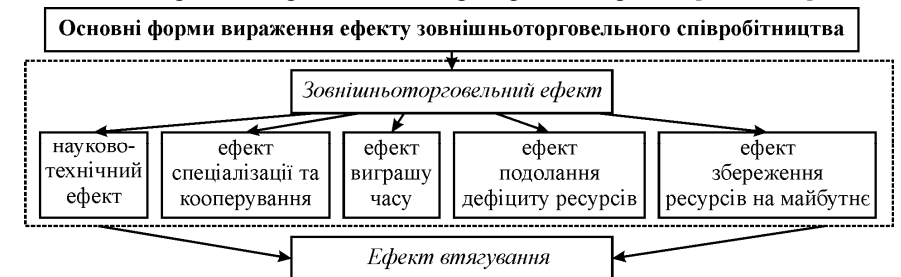 Основні форми вираження ефекту зовнішньоторговельного співробітництва
Зовнішньоторговельний ефект
науково-
технічний
ефект
ефект
спеціалізації та
кооперування
ефект
виграшу
часу
ефект
подолання
дефіциту ресурсів
ефект
збереження
ресурсів на майбутнє
Ефект втягування